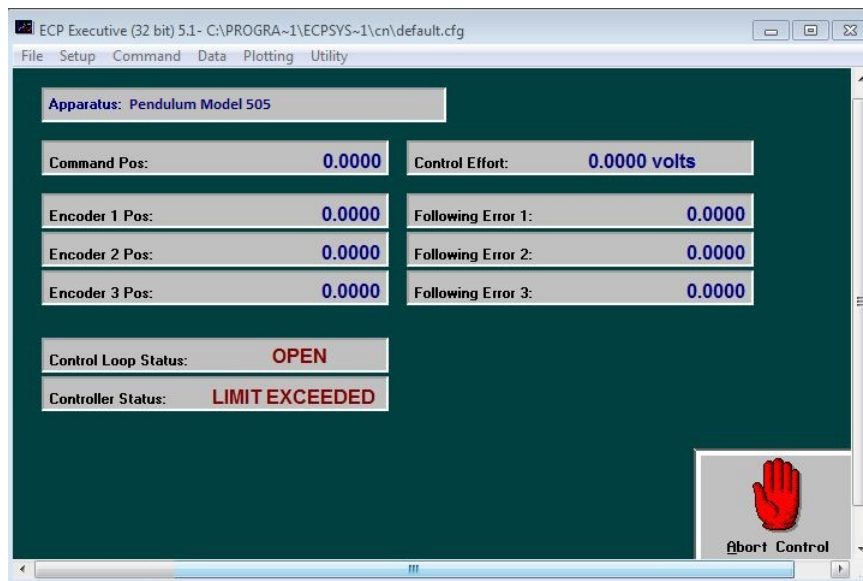 ECP Executive (32 bit) 5.1- C:\PROGRA~1\ECPSYS~1\cn\default.cfg
File Setup Command Data Plotting Utility
Apparatus: Pendulum Model 505
Command Pos: 0.0000 Control Effort: 0.0000 volts
Encoder 1 Pos: 0.0000 Following Error 1: 0.0000
Encoder 2 Pos: 0.0000 Following Error 2: 0.0000
Encoder 3 Pos: 0.0000 Following Error 3: 0.0000
Control Loop Status: OPEN
Controller Status: LIMIT EXCEEDED
Abort Control